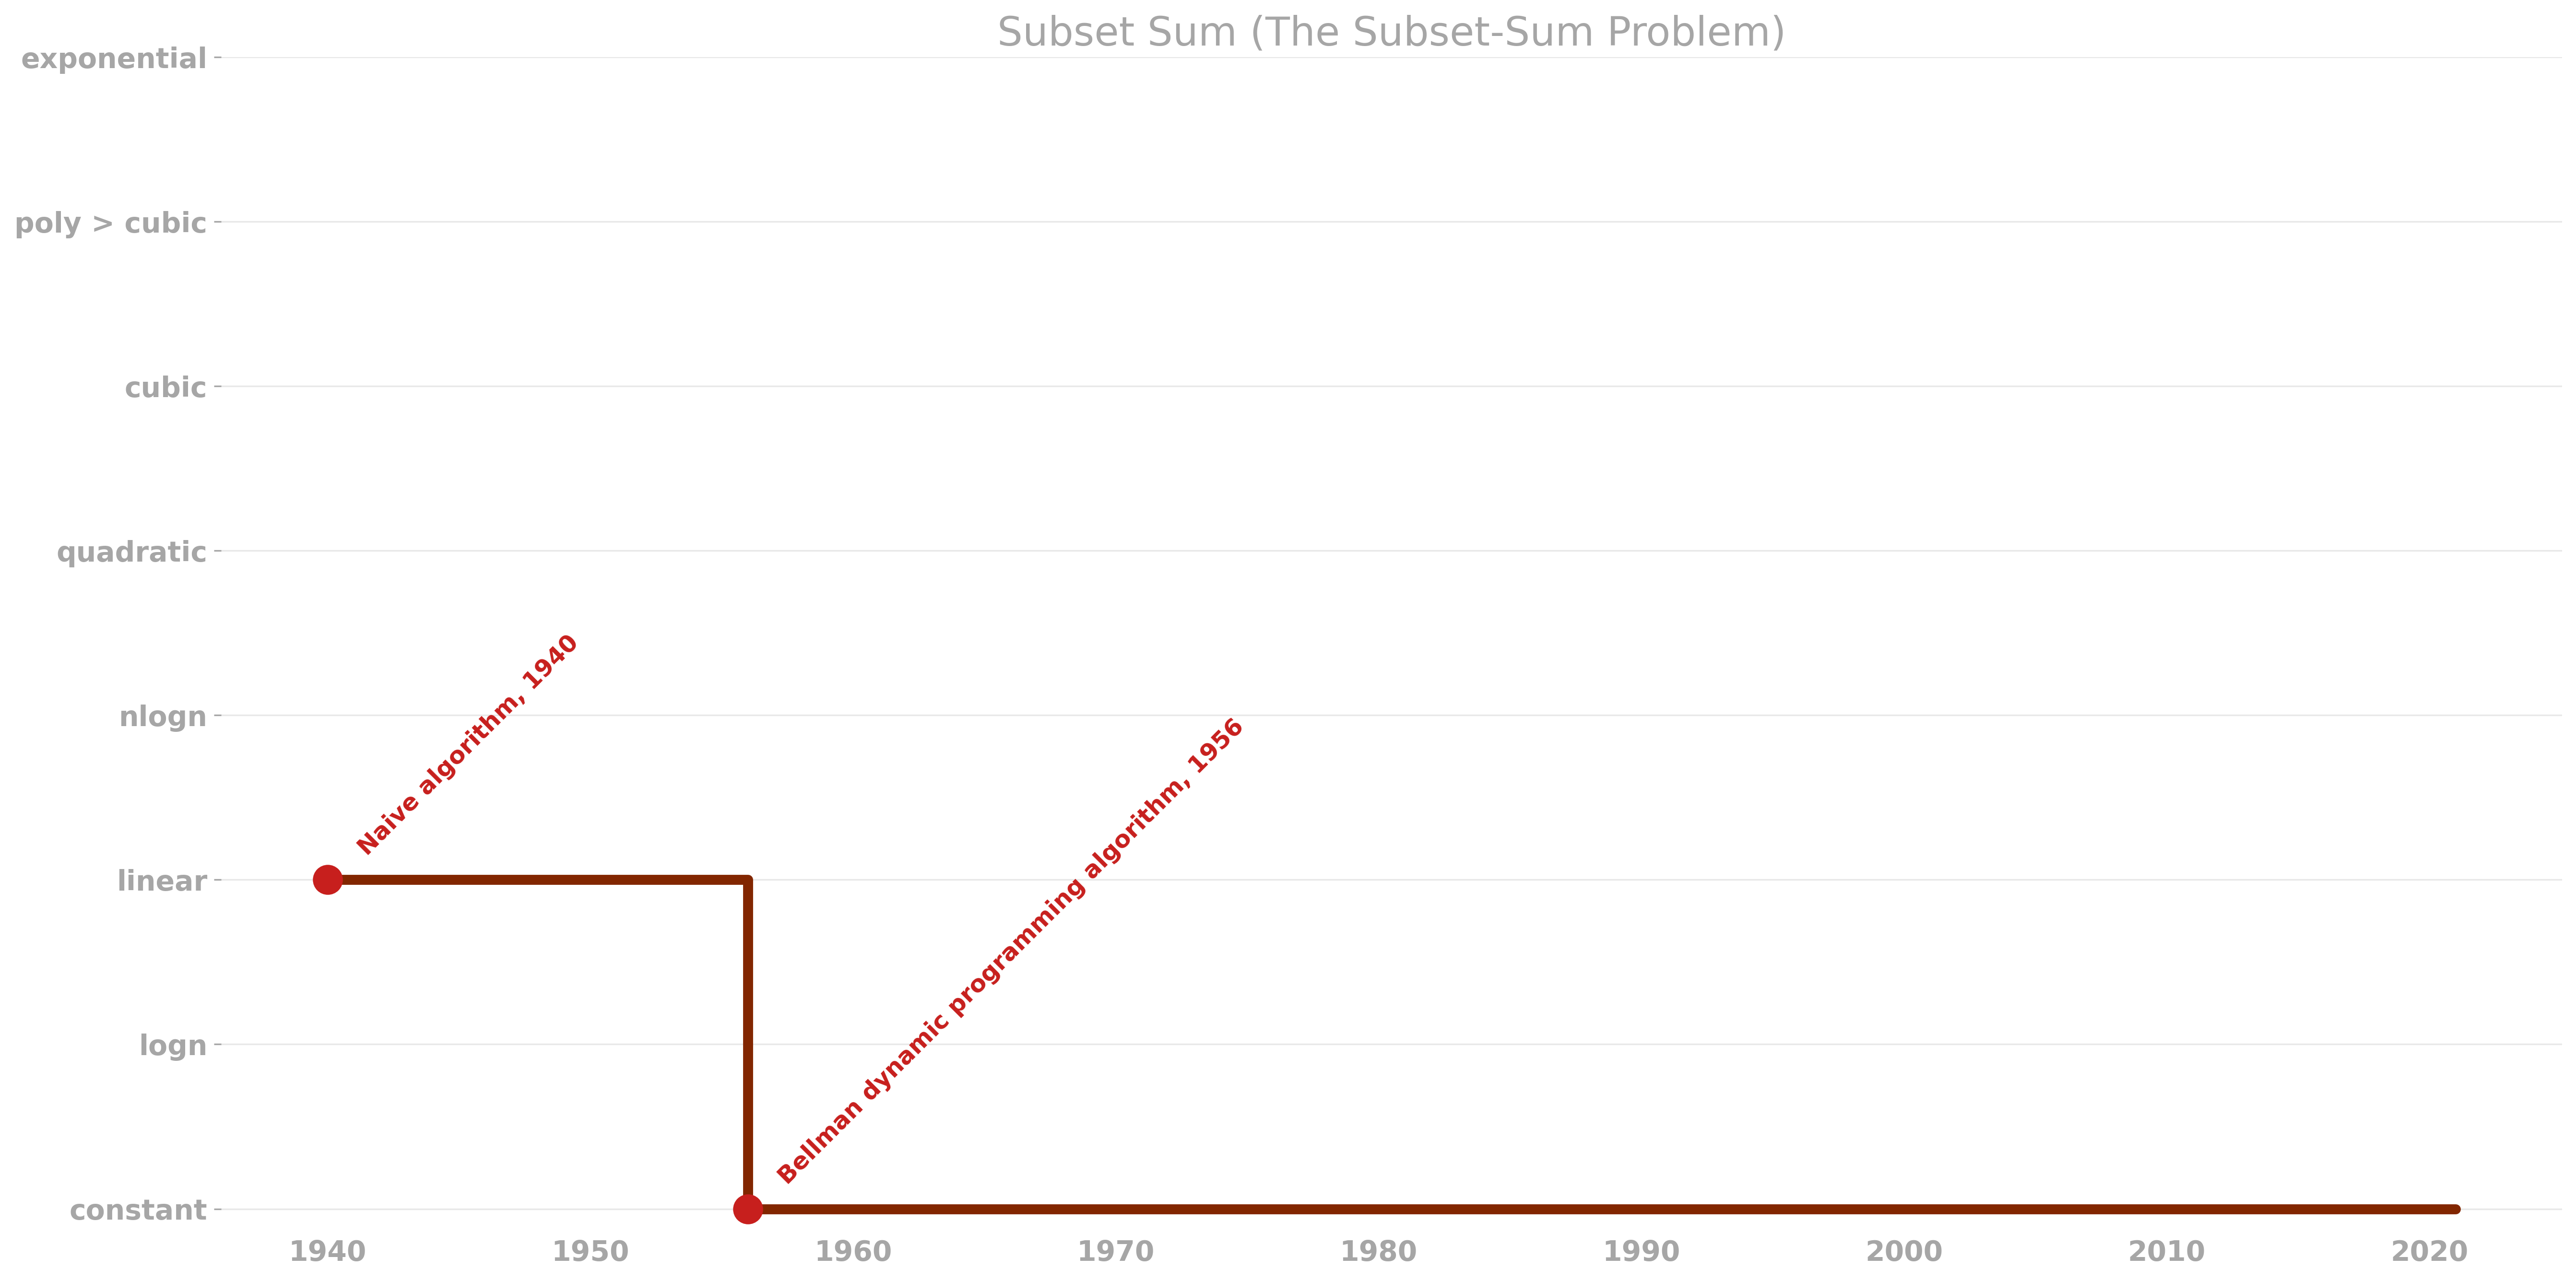 Subset Sum (The Subset-Sum Problem)
exponential
poly > cubic
cubic
quadratic
nlogn
linear
logn
constant
Naive algorithm, 1940
Bellman dynamic programming algorithm, 1956
1940 1950 1960 1970 1980 1990 2000 2010 2020